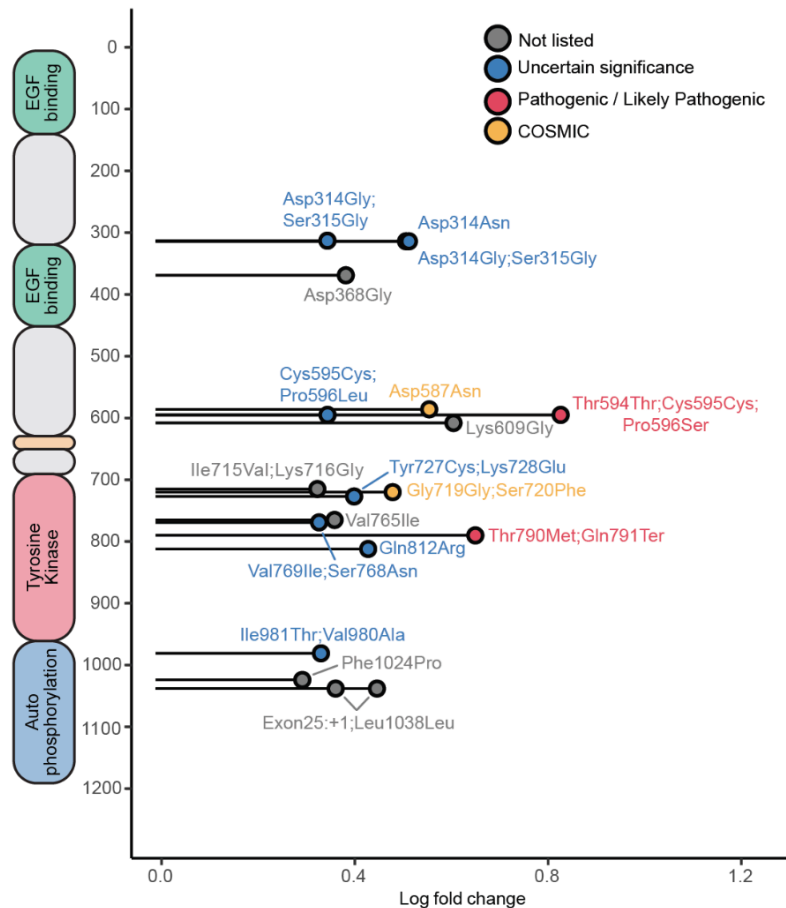 Not listed
Uncertain significance
Pathogenic / Likely Pathogenic
COSMIC
EGF
binding
EGF
binding
Tyrosine
Kinase
Auto
phosphorylation
0
100
200
300
400
500
600
700
800
900
1000
1100
1200
Asp314Gly;
Ser315Gly
Asp314Asn
Asp314Gly;Ser315Gly
Asp368Gly
Cys595Cys;
Pro596Leu
Asp587Asn
Thr594Thr;Cys595Cys;
Pro596Ser
Lys609Gly
Ile715Val;Lys716Gly
Tyr727Cys;Lys728Glu
Gly719Gly;Ser720Phe
Val765Ile
Thr790Met;Gln791Ter
Gln812Arg
Val769Ile;Ser768Asn
Ile981Thr;Val980Ala
Phe1024Pro
Exon25:+1;Leu1038Leu
0.0
0.4
0.8
1.2
Log fold change